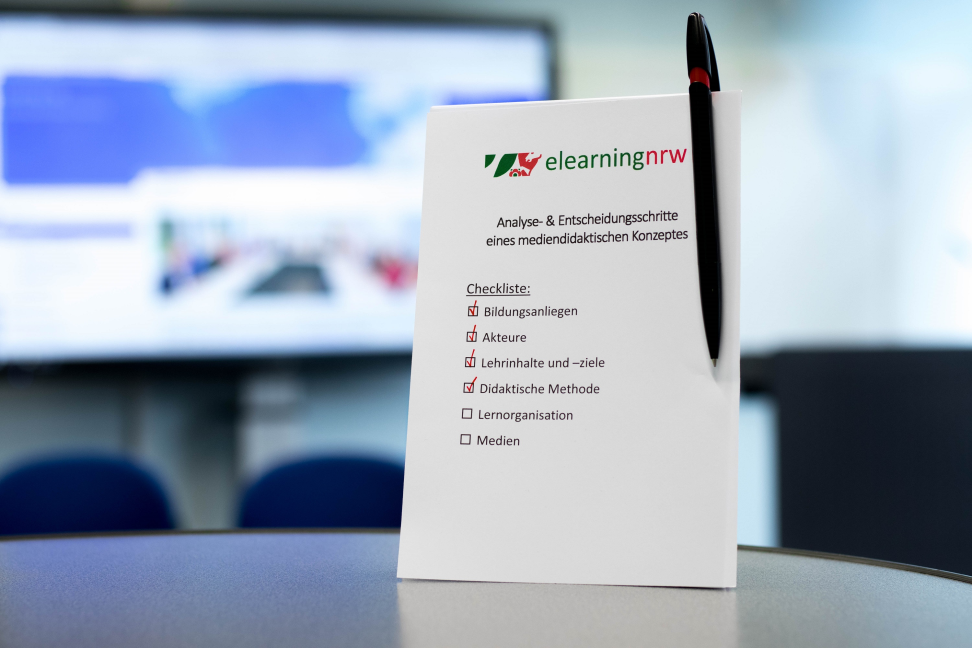 elearningnrw
Analyse- & Entscheidungsschritte
eines mediendidaktischen Konzeptes
Checkliste:
Bildungsanliegen
Akteure
Lehrinhalte und –ziele
Didaktische Methode
Lernorganisation
Medien